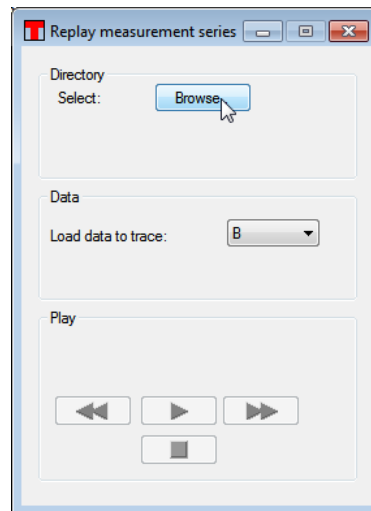 Replay measurement series
Directory
Select: Browse...
Data
Load data to trace: B
Play